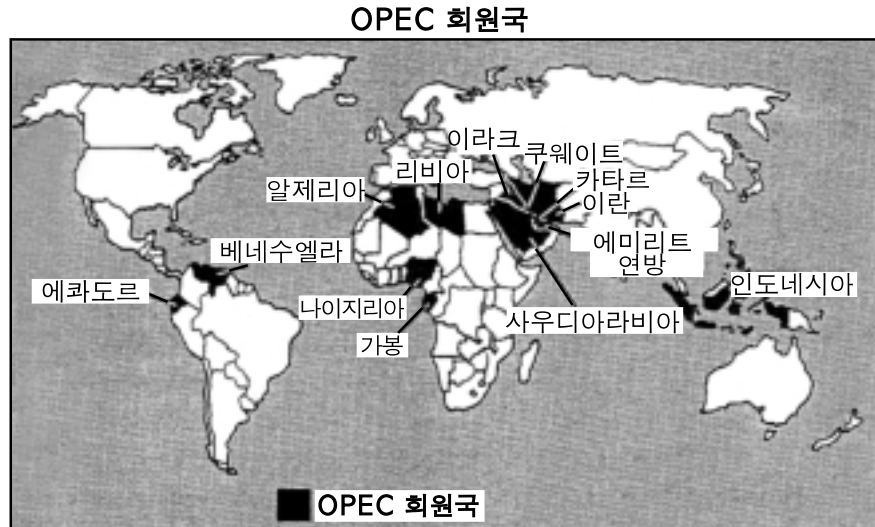 OPEC 회원국
이라크
쿠웨이트
리비아
카타르
알제리아
이란
에미리트
연방
베네수엘라
인도네시아
에콰도르
나이지리아
사우디아라비아
가봉
OPEC 회원국